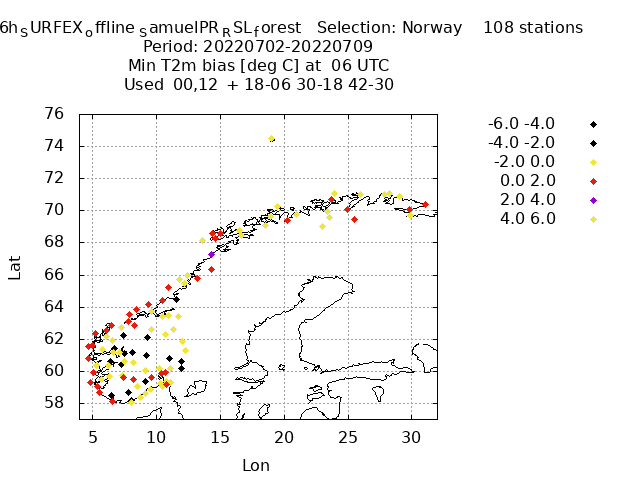 6hSURFEXoffline SamuelPRRSLforest   Selection: Norway    108 stations
Period: 20220702-20220709
Min T2m bias [deg C] at  06 UTC
Used  00,12  + 18-06 30-18 42-30
76
74
72
70
68
66
64
62
60
58
5 10 15 20 25 30
Lat
Lon
-6.0 -4.0
-4.0 -2.0
-2.0 0.0
0.0 2.0
2.0 4.0
4.0 6.0